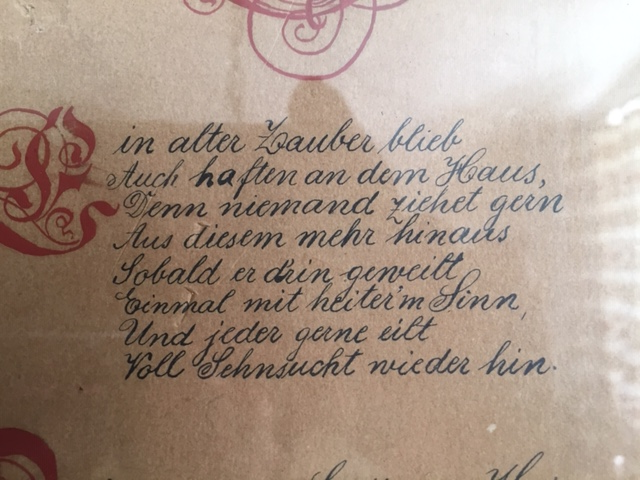 Ein alter Zauber blieb
Auch haften an dem Haus,
Denn niemand ziehet gern
Aus diesem mehr hinaus
Sobald er drin geweilt
Einmal mit heiter'm Sinn,
Und jeder gerne eilt
Voll Sehnsucht wieder hin.